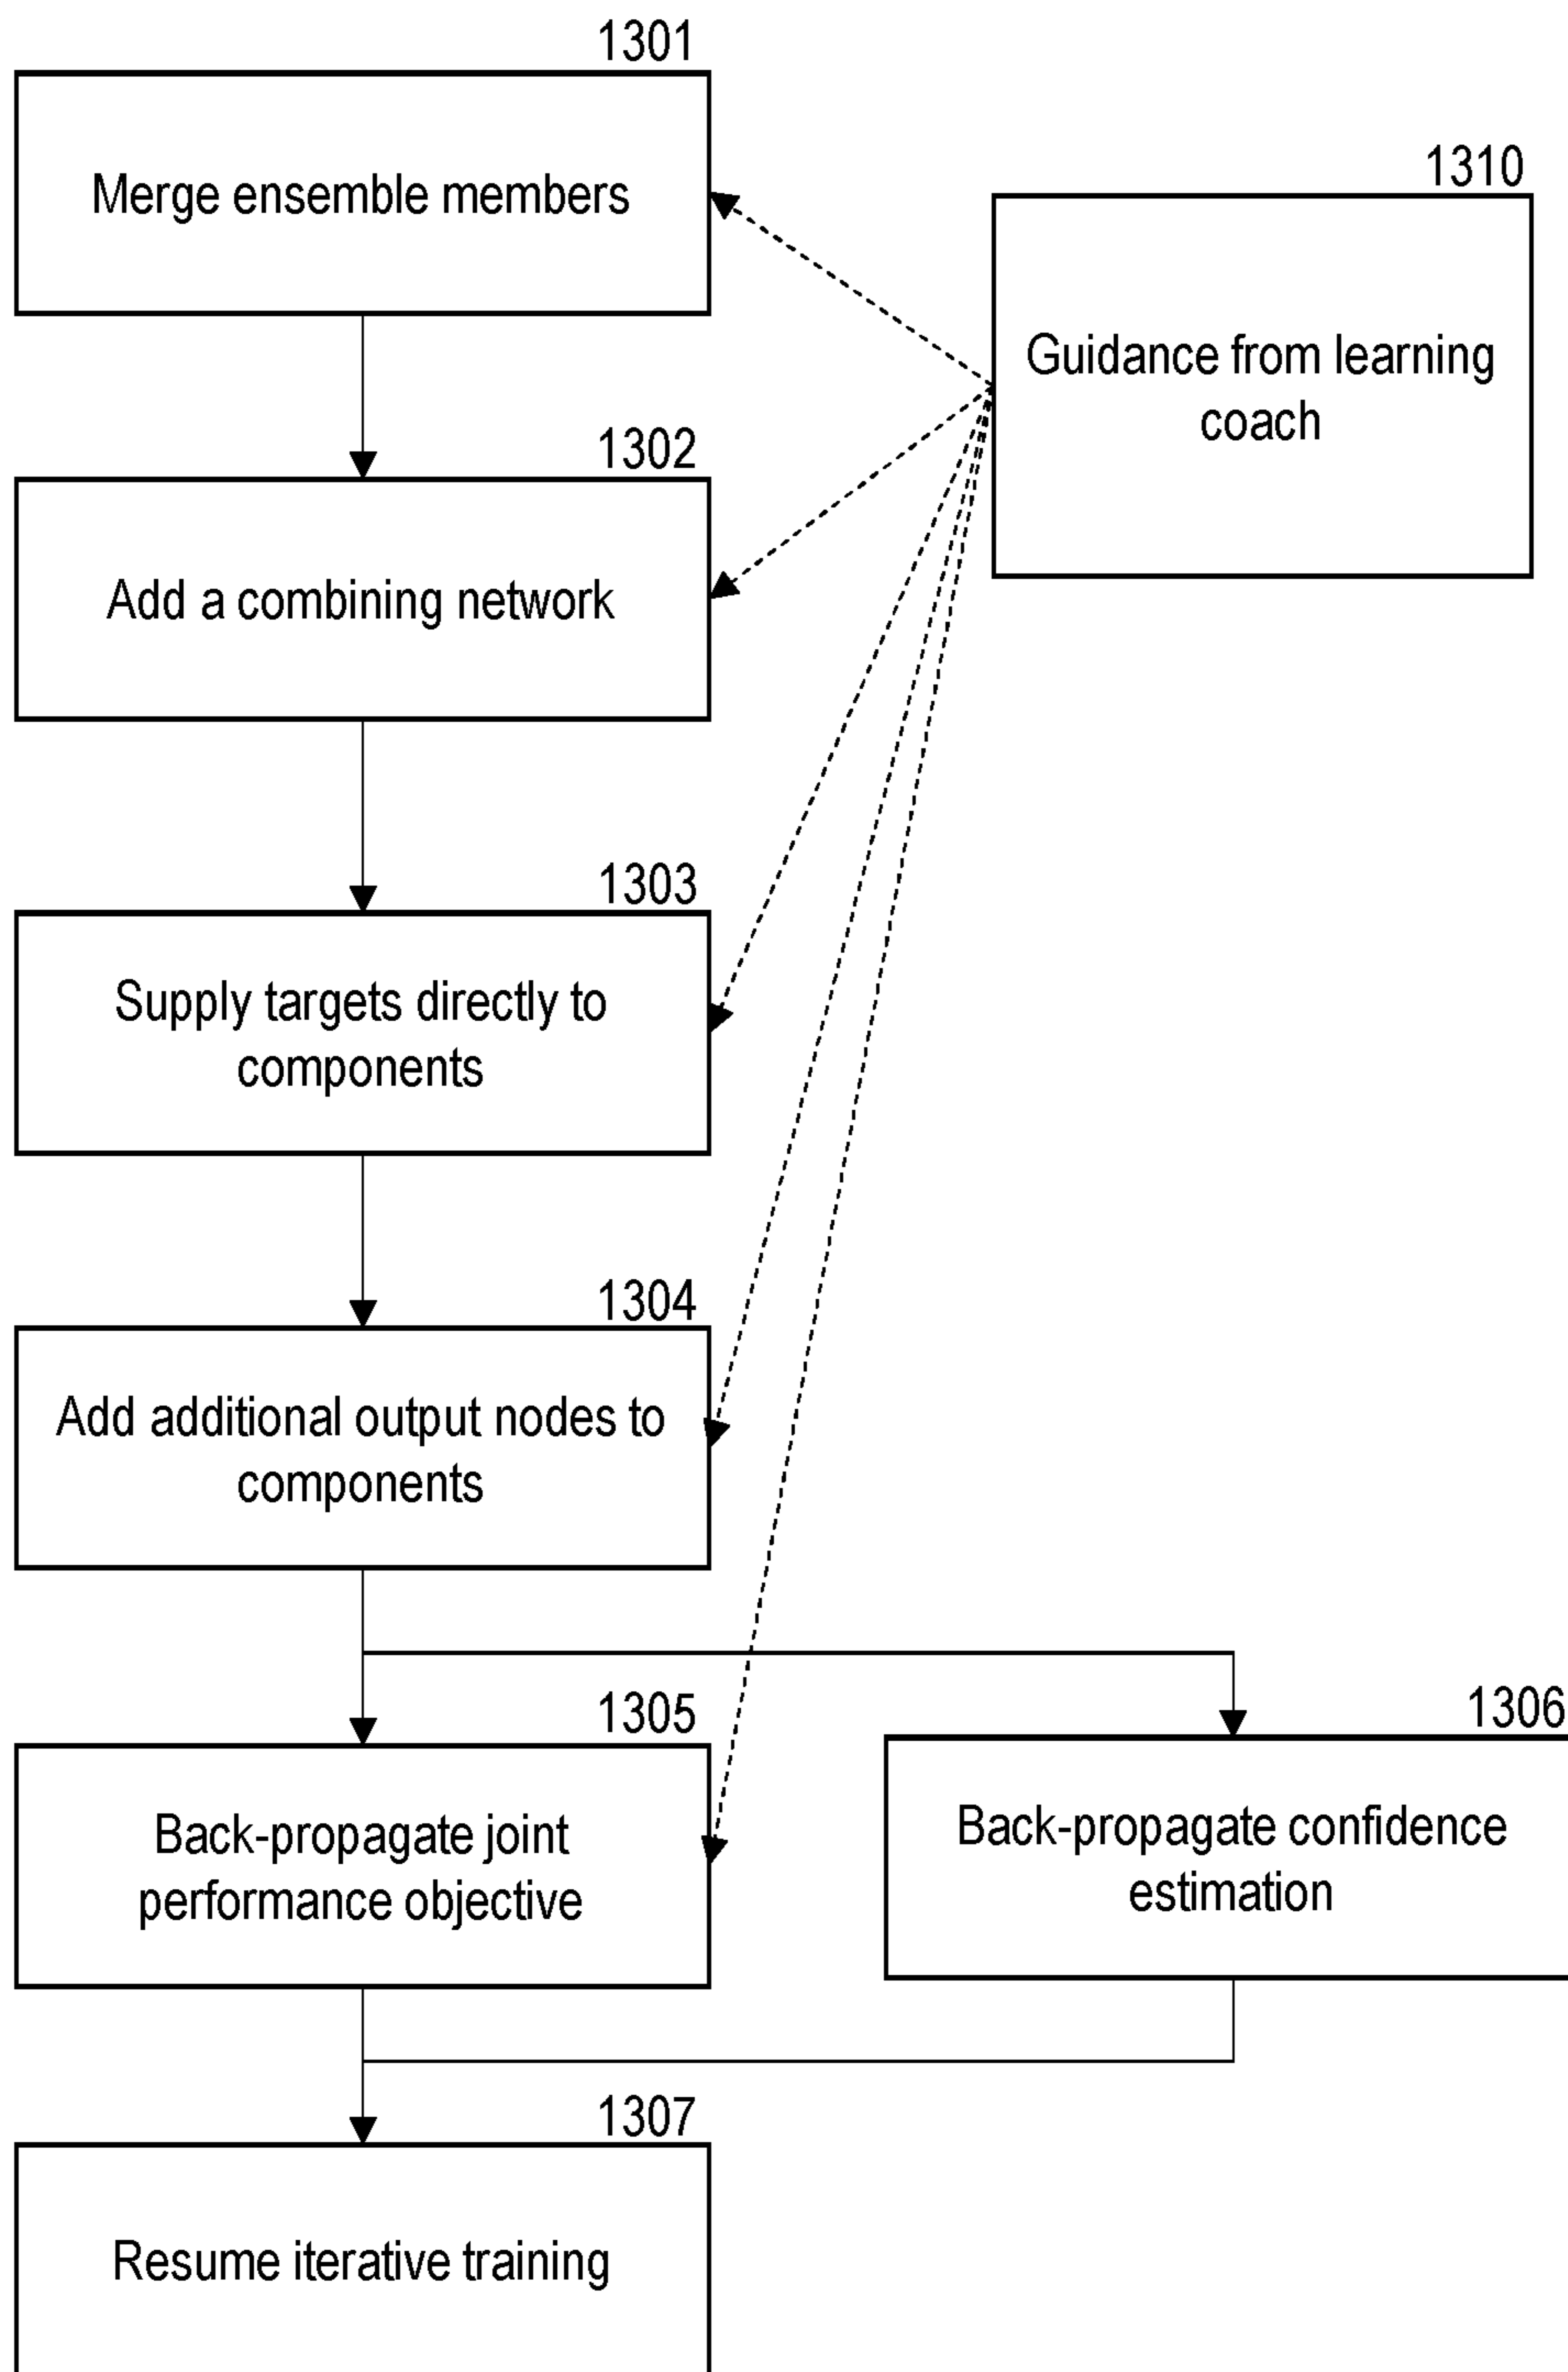 1301
Merge ensemble members
1310
Guidance from learning
coach
1302
Add a combining network
1303
Supply targets directly to
components
1304
Add additional output nodes to
components
1305
Back-propagate joint
performance objective
1306
Back-propagate confidence
estimation
1307
Resume iterative training